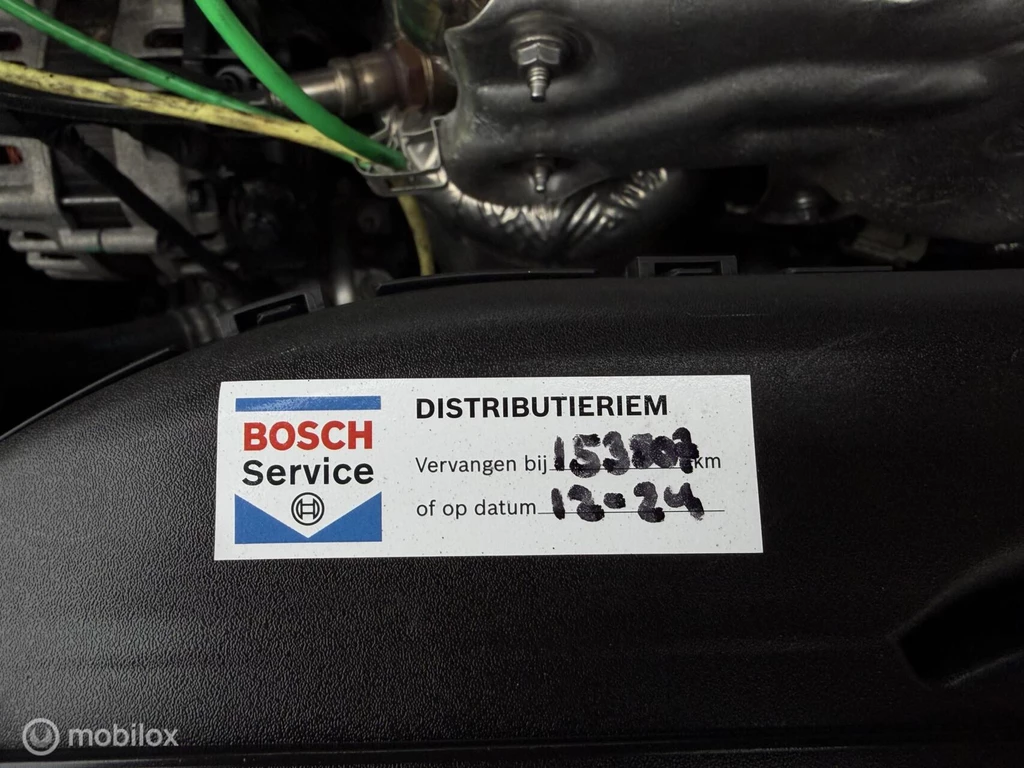 BOSCH
Service
DISTRIBUTIERIEM
Vervangen bij km
of op datum 12-24
mobilox